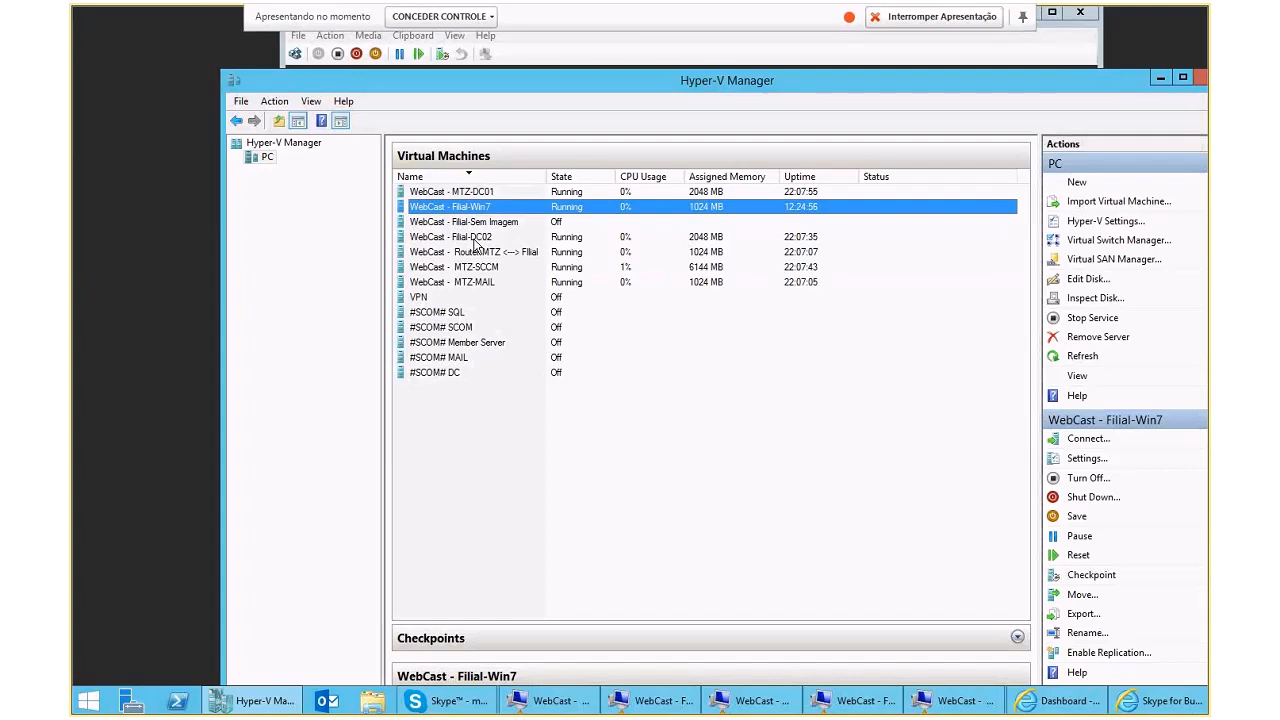 Apresentando no momento CONCEDER CONTROLE Interromper Apresentação
File Action Media Clipboard View Help
Hyper-V Manager
File Action View Help
Hyper-V Manager
PC
Virtual Machines
Name State CPU Usage Assigned Memory Uptime Status
WebCast - MTZ-DC01 Running 0% 2048 MB 22:07:55
WebCast - Filial-Win7 Running 0% 1024 MB 12:24:56
WebCast - Filial-Sem Imagem Off
WebCast - Filial-DC02 Running 0% 2048 MB 22:07:35
WebCast - Route MTZ <---> FIlial Running 0% 1024 MB 22:07:07
WebCast - MTZ-SCCM Running 1% 6144 MB 22:07:43
WebCast - MTZ-MAIL Running 0% 1024 MB 22:07:05
VPN Off
#SCOM# SQL Off
#SCOM# SCOM Off
#SCOM# Member Server Off
#SCOM# MAIL Off
#SCOM# DC Off
Checkpoints
WebCast - Filial-Win7
Actions
PC
New
Import Virtual Machine...
Hyper-V Settings...
Virtual Switch Manager...
Virtual SAN Manager...
Edit Disk...
Inspect Disk...
Stop Service
Remove Server
Refresh
View
Help
WebCast - Filial-Win7
Connect...
Settings...
Turn Off...
Shut Down...
Save
Pause
Reset
Checkpoint
Move...
Export...
Rename...
Enable Replication...
Help
Hyper-V Ma... Skype™ - m... WebCast - ... WebCast - F... WebCast - ... WebCast - F... WebCast - ... Dashboard -... Skype for Bu...